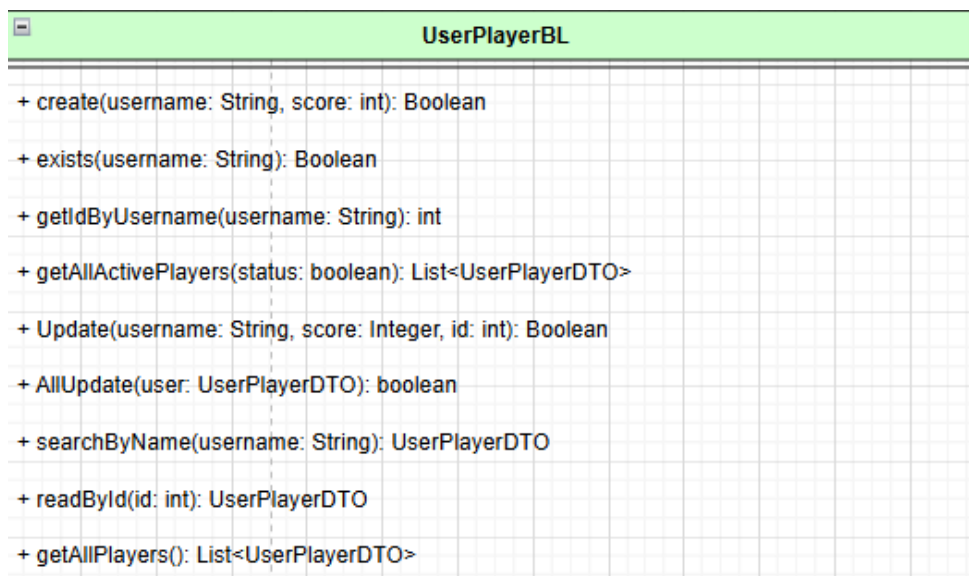 UserPlayerBL
+ create(username: String, score: int): Boolean
+ exists(username: String): Boolean
+ getIdByUsername(username: String): int
+ getAllActivePlayers(status: boolean): List<UserPlayerDTO>
+ Update(username: String, score: Integer, id: int): Boolean
+ AllUpdate(user: UserPlayerDTO): boolean
+ searchByName(username: String): UserPlayerDTO
+ readById(id: int): UserPlayerDTO
+ getAllPlayers(): List<UserPlayerDTO>